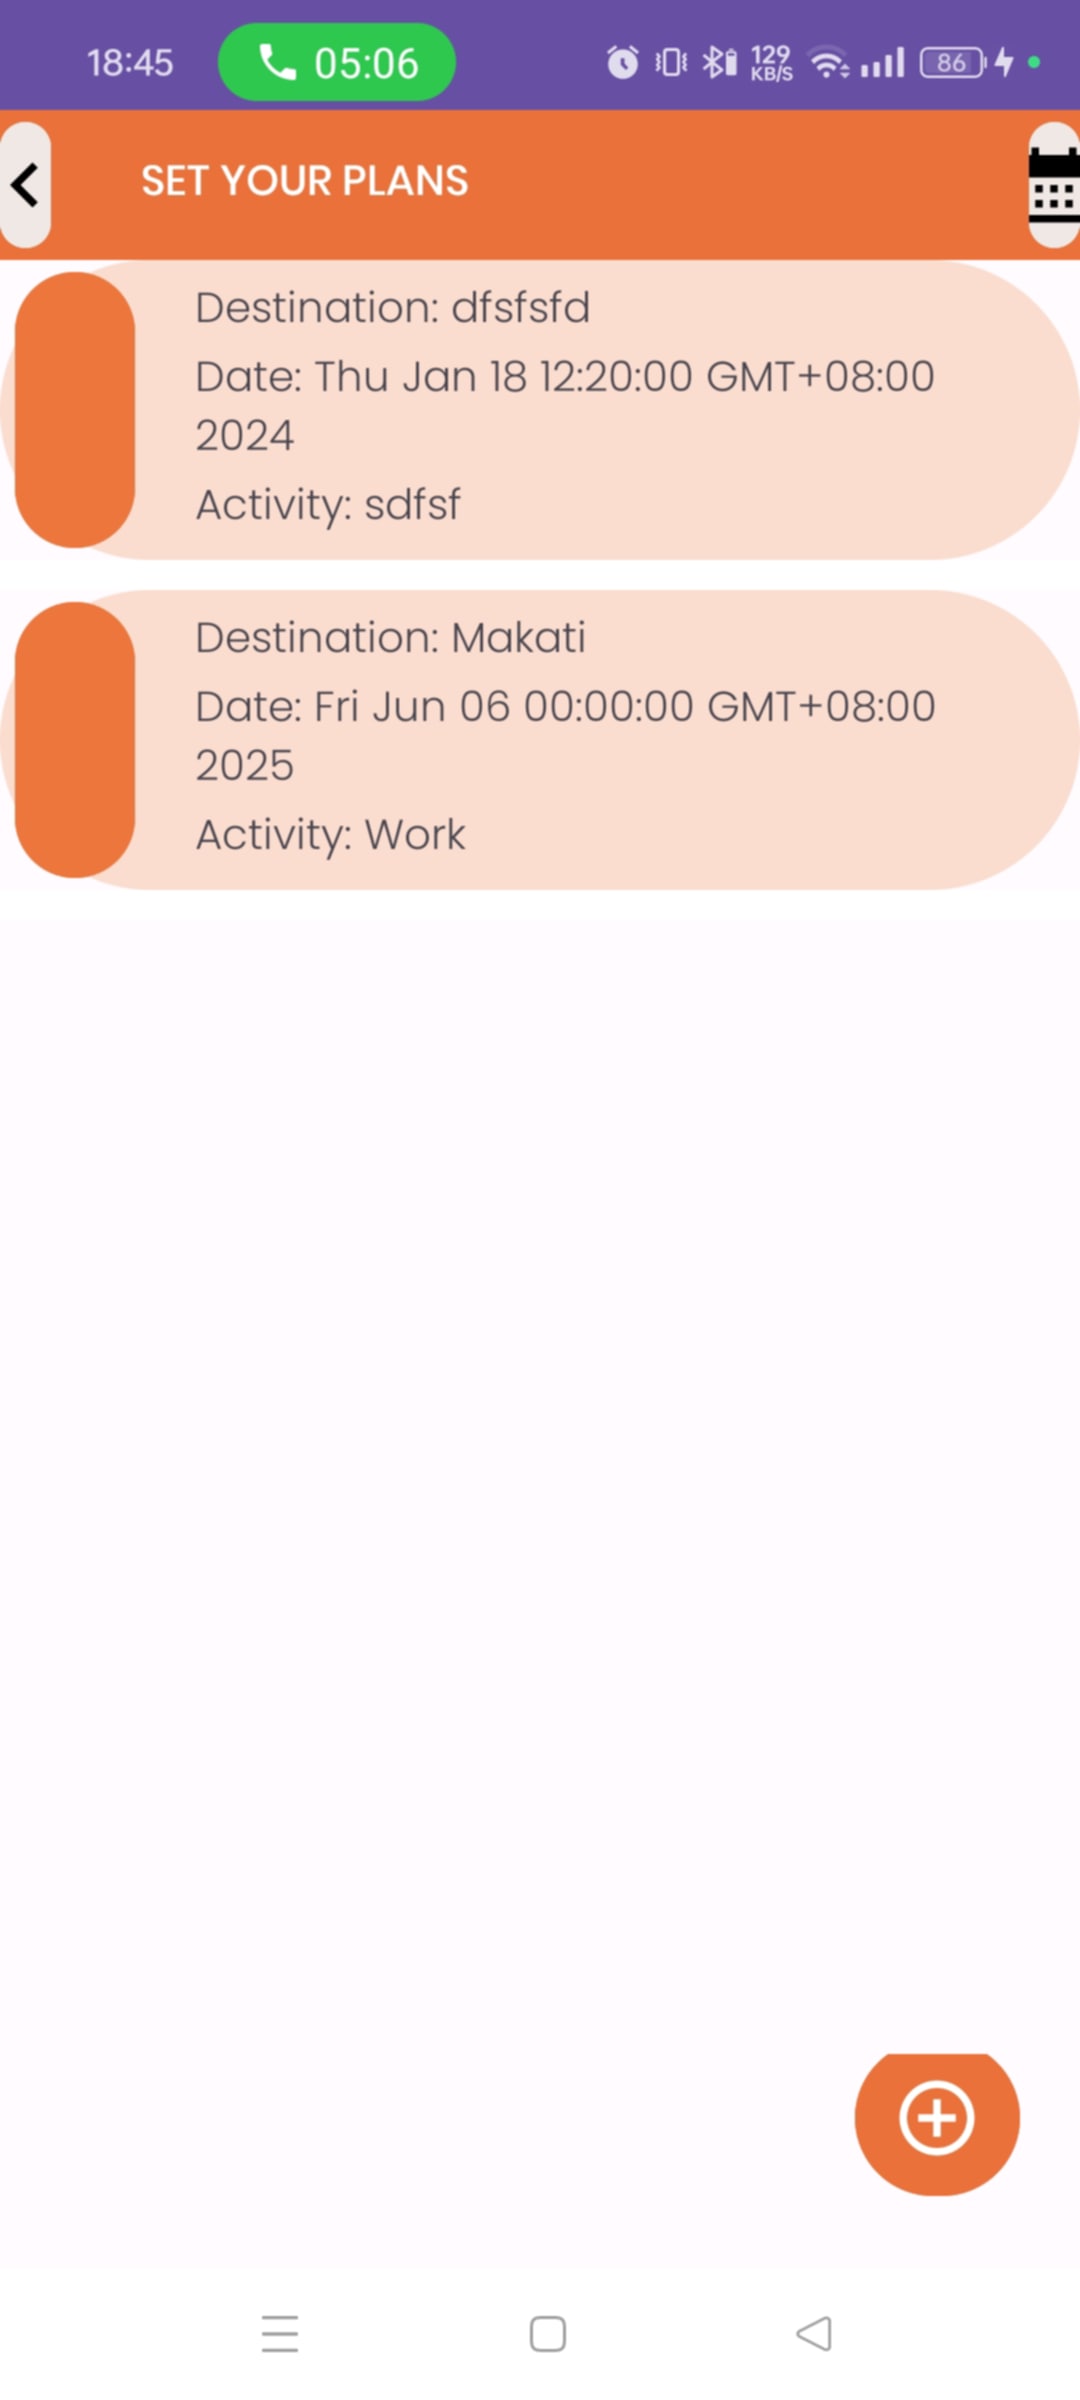 18:45
05:06
129
KB/S
86
SET YOUR PLANS
Destination: dfsfsfd
Date: Thu Jan 18 12:20:00 GMT+08:00
2024
Activity: sdfsf
Destination: Makati
Date: Fri Jun 06 00:00:00 GMT+08:00
2025
Activity: Work